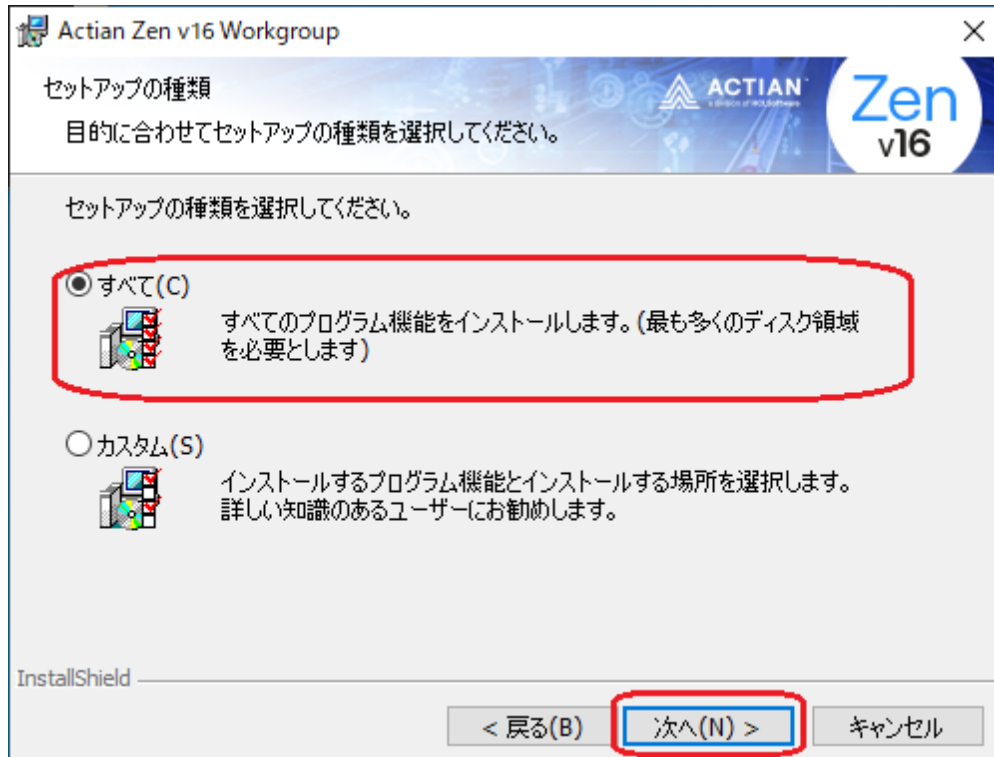 Actian Zen v16 Workgroup
セットアップの種類
目的に合わせてセットアップの種類を選択してください。
ACTIAN
Zen
v16
セットアップの種類を選択してください。
すべて(C)
すべてのプログラム機能をインストールします。(最も多くのディスク領域
を必要とします)
カスタム(S)
インストールするプログラム機能とインストールする場所を選択します。
詳しい知識のあるユーザーにお勧めします。
InstallShield
< 戻る(B)
次へ(N) >
キャンセル